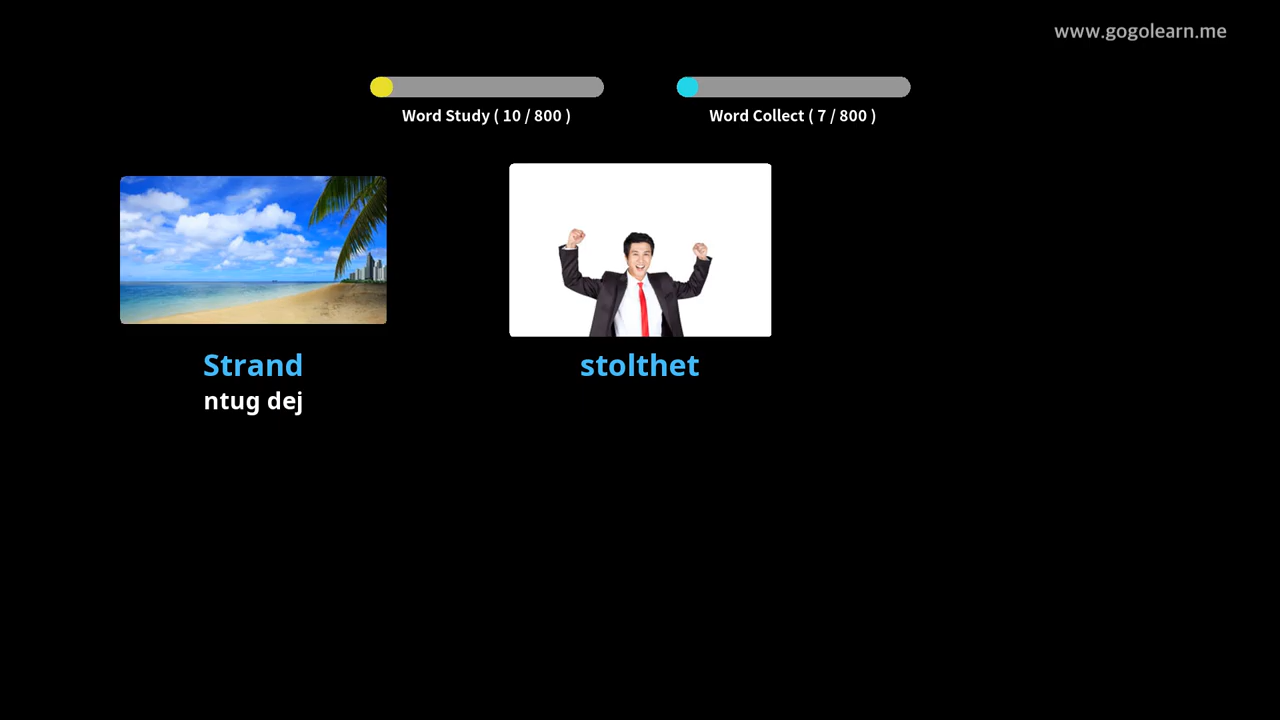 www.gogolearn.me
Word Study ( 10 / 800 )
Word Collect ( 7 / 800 )
Strand
ntug dej
stolthet